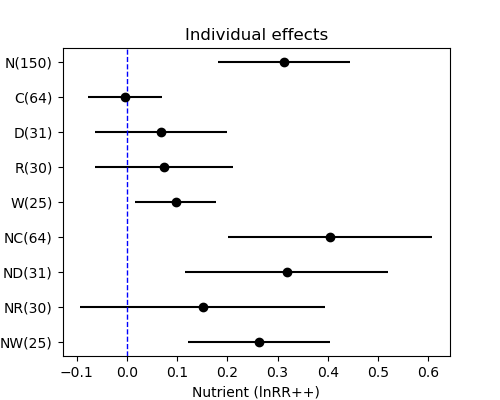 Individual effects
N(150)
C(64)
D(31)
R(30)
W(25)
NC(64)
ND(31)
NR(30)
NW(25)
−0.1 0.0 0.1 0.2 0.3 0.4 0.5 0.6
Nutrient (lnRR++)